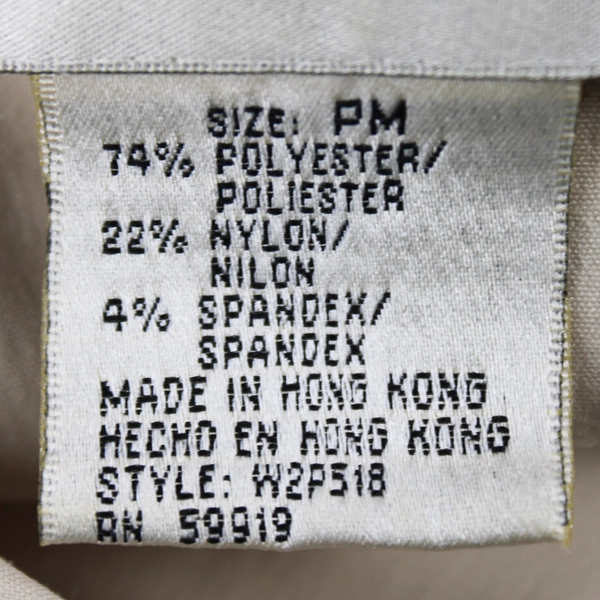 SIZE: PM
74% POLYESTER/
POLIESTER
22% NYLON/
NILON
4% SPANDEX/
SPANDEX
MADE IN HONG KONG
HECHO EN HONG KONG
STYLE: W2P518
RN 59919